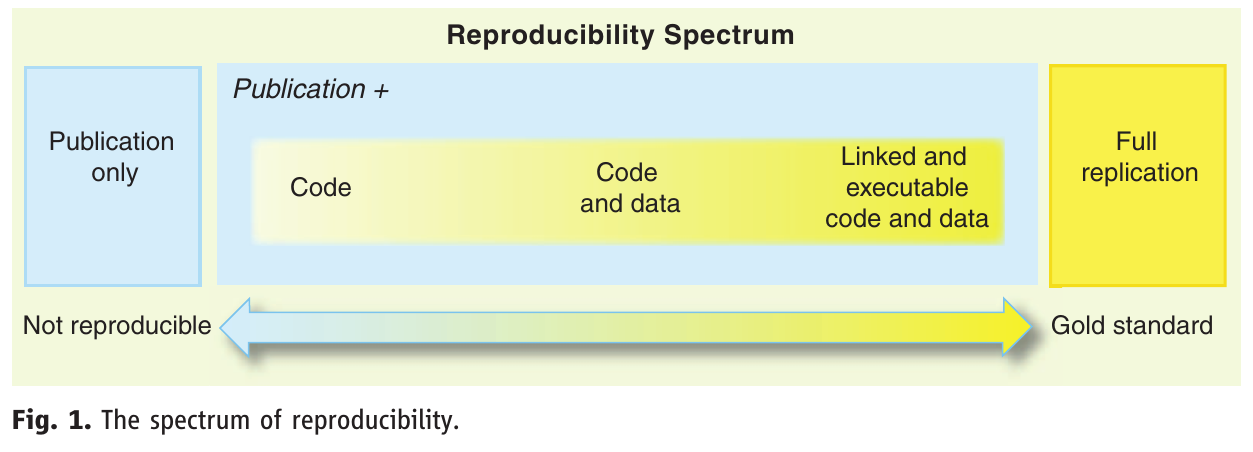 Reproducibility Spectrum
Publication
only
Publication +
Code
Code
and data
Linked and
executable
code and data
Full
replication
Not reproducible
Gold standard
Fig. 1. The spectrum of reproducibility.